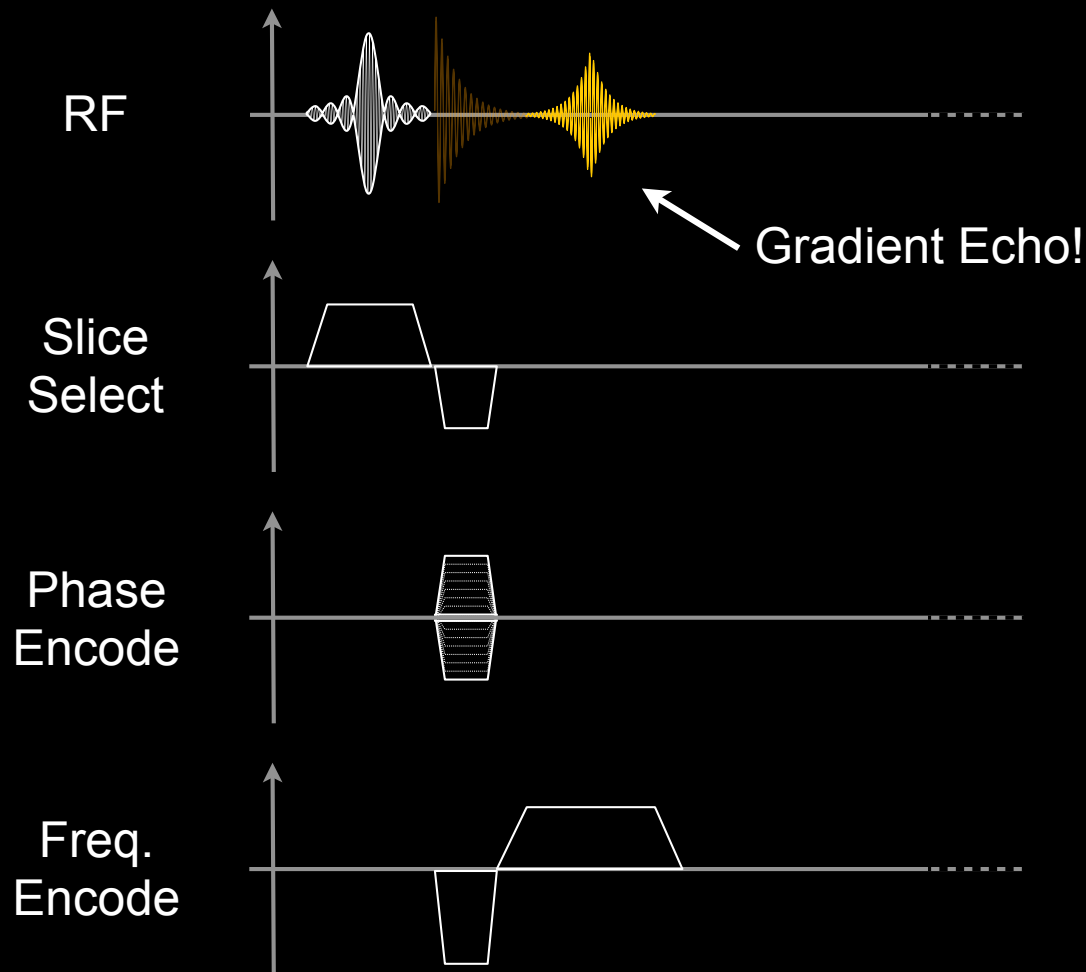 RF
Gradient Echo!
Slice
Select
Phase
Encode
Freq.
Encode